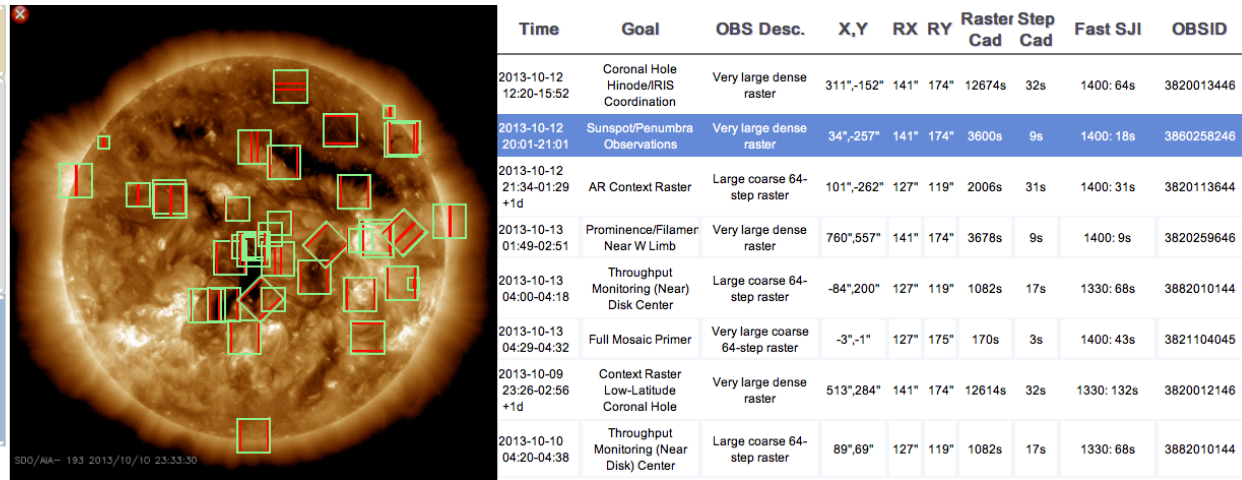 Time Goal OBS Desc. X,Y RX RY Raster Cad Step Cad Fast SJI OBSID
2013-10-12 12:20-15:52 Coronal Hole Hinode/IRIS Coordination Very large dense raster 311",-152" 141" 174" 12674s 32s 1400: 64s 3820013446
2013-10-12 20:01-21:01 Sunspot/Penumbra Observations Very large dense raster 34",-257" 141" 174" 3600s 9s 1400: 18s 3860258246
2013-10-12 21:34-01:29 +1d AR Context Raster Large coarse 64-step raster 101",-262" 127" 119" 2006s 31s 1400: 31s 3820113644
2013-10-13 01:49-02:51 Prominence/Filamen Near W Limb Very large dense raster 760",557" 141" 174" 3678s 9s 1400: 9s 3820259646
2013-10-13 04:00-04:18 Throughput Monitoring (Near) Disk Center Large coarse 64-step raster -84",200" 127" 119" 1082s 17s 1330: 68s 3882010144
2013-10-13 04:29-04:32 Full Mosaic Primer Very large coarse 64-step raster -3",-1" 127" 175" 170s 3s 1400: 43s 3821104045
2013-10-09 23:26-02:56 +1d Context Raster Low-Latitude Coronal Hole Very large dense raster 513",284" 141" 174" 12614s 32s 1330: 132s 3820012146
2013-10-10 04:20-04:38 Throughput Monitoring (Near Disk) Center Large coarse 64-step raster 89",69" 127" 119" 1082s 17s 1330: 68s 3882010144
SDO/AIA- 193 2013/10/10 23:33:30